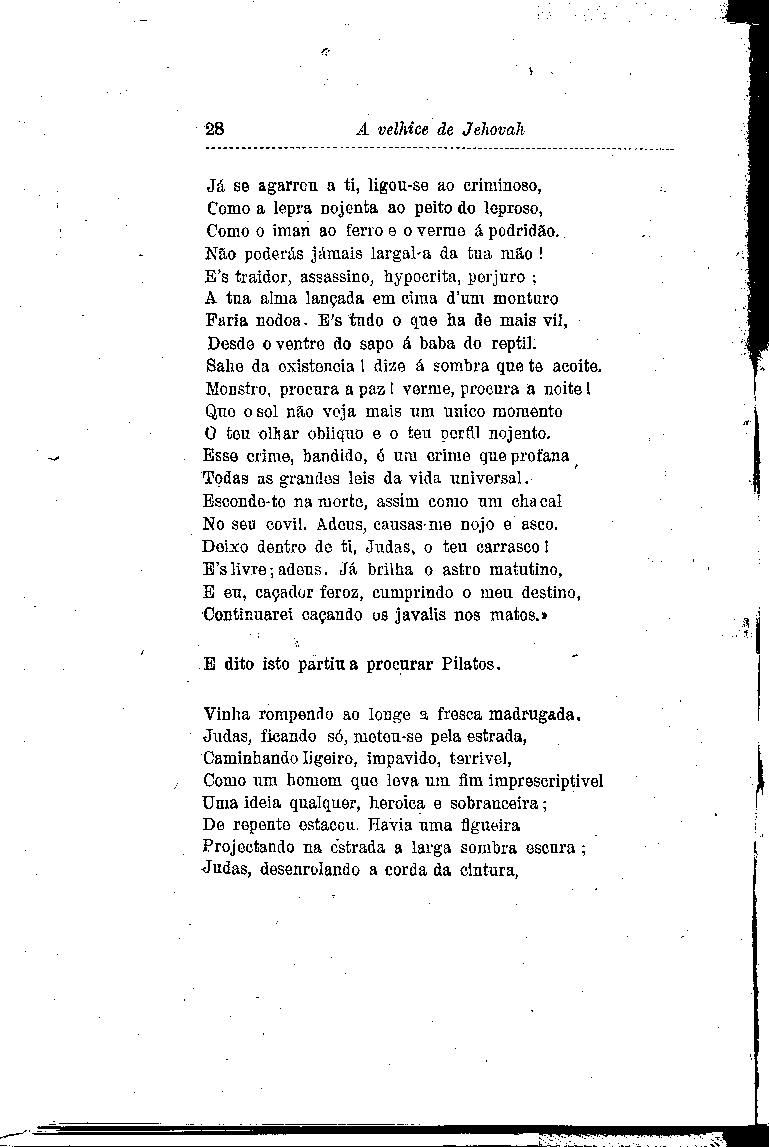 28 A velhice de Jehovah
Já se agarrou a ti, ligou-se ao criminoso,
Como a lepra nojenta ao peito do leproso,
Como o iman ao ferro e o verme á podridão.
Não poderás jámais largal-a da tua mão !
E's traidor, assassino, hypocrita, perjuro ;
A tua alma lançada em cima d'um monturo
Faria nodoa. E's tudo o que ha de mais vil,
Desde o ventre do sapo á baba do reptil.
Sahe da existencia ! dize á sombra que te acoite.
Monstro, procura a paz ! verme, procura a noite !
Que o sol não veja mais um unico momento
O teu olhar obliquo e o teu perfil nojento.
Esse crime, bandido, é um crime que profana
Todas as grandes leis da vida universal.
Esconde-te na morte, assim como um chacal
No seu covil. Adeus, causas-me nojo e asco.
Deixo dentro de ti, Judas, o teu carrasco !
E's livre; adeus. Já brilha o astro matutino,
E eu, caçador feroz, cumprindo o meu destino,
Continuarei caçando os javalis nos matos.»
E dito isto partiu a procurar Pilatos.
Vinha rompendo ao longe a fresca madrugada.
Judas, ficando só, meteu-se pela estrada,
Caminhando ligeiro, impavido, terrivel,
Como um homem que leva um fim imprescriptivel
Uma ideia qualquer, heroica e sobranceira ;
De repente estacou. Havia uma figueira
Projectando na estrada a larga sombra escura ;
Judas, desenrolando a corda da cintura,